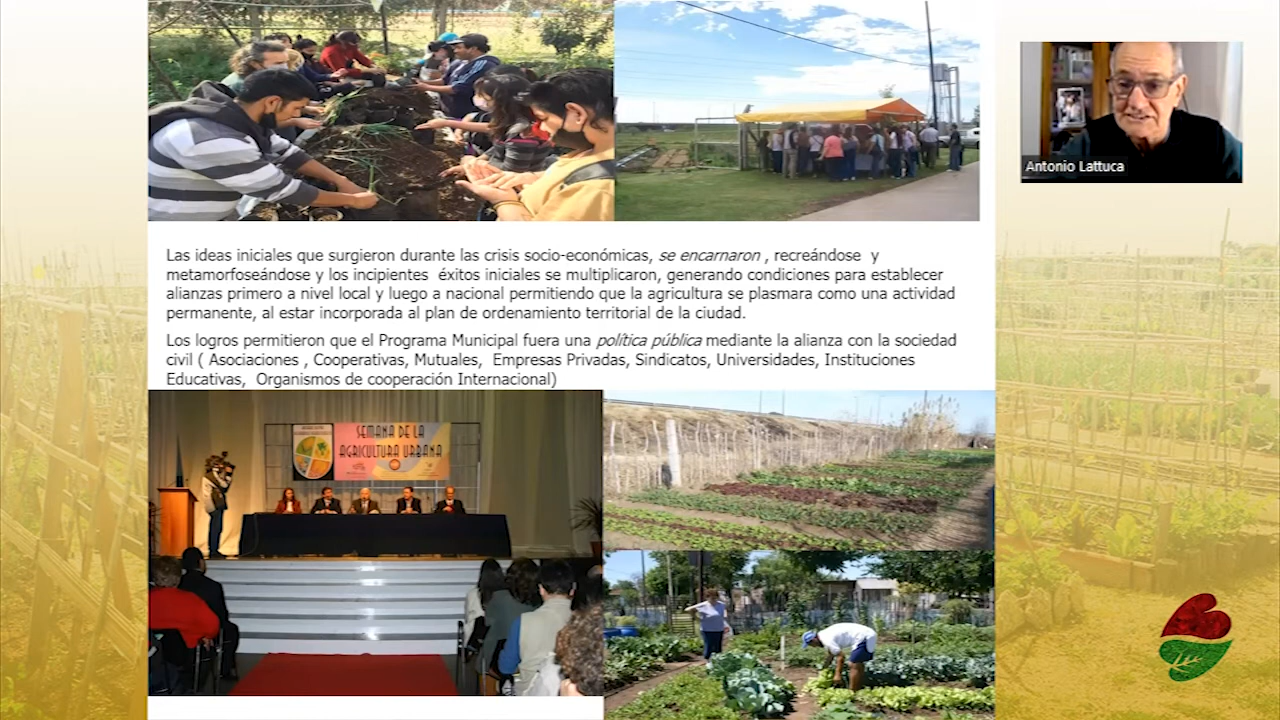 Antonio Lattuca
Las ideas iniciales que surgieron durante las crisis socio-económicas, se encarnaron , recreándose y
metamorfoseándose y los incipientes éxitos iniciales se multiplicaron, generando condiciones para establecer
alianzas primero a nivel local y luego a nacional permitiendo que la agricultura se plasmara como una actividad
permanente, al estar incorporada al plan de ordenamiento territorial de la ciudad.
Los logros permitieron que el Programa Municipal fuera una política pública mediante la alianza con la sociedad
civil ( Asociaciones , Cooperativas, Mutuales, Empresas Privadas, Sindicatos, Universidades, Instituciones
Educativas, Organismos de cooperación Internacional)
SEMANA DE LA
AGRICULTURA URBANA